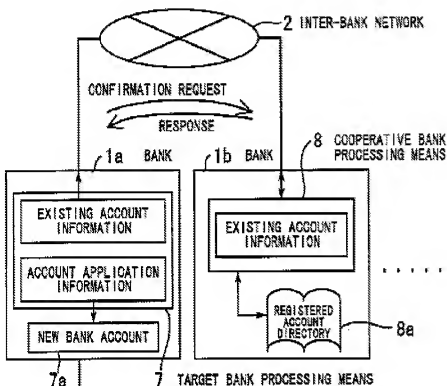 2 INTER-BANK NETWORK
CONFIRMATION REQUEST
RESPONSE
1a BANK
1b BANK
8 COOPERATIVE BANK
PROCESSING MEANS
EXISTING ACCOUNT
INFORMATION
ACCOUNT APPLICATION
INFORMATION
NEW BANK ACCOUNT
EXISTING ACCOUNT
INFORMATION
REGISTERED
ACCOUNT
DIRECTORY
8a
7a
7 TARGET BANK PROCESSING MEANS